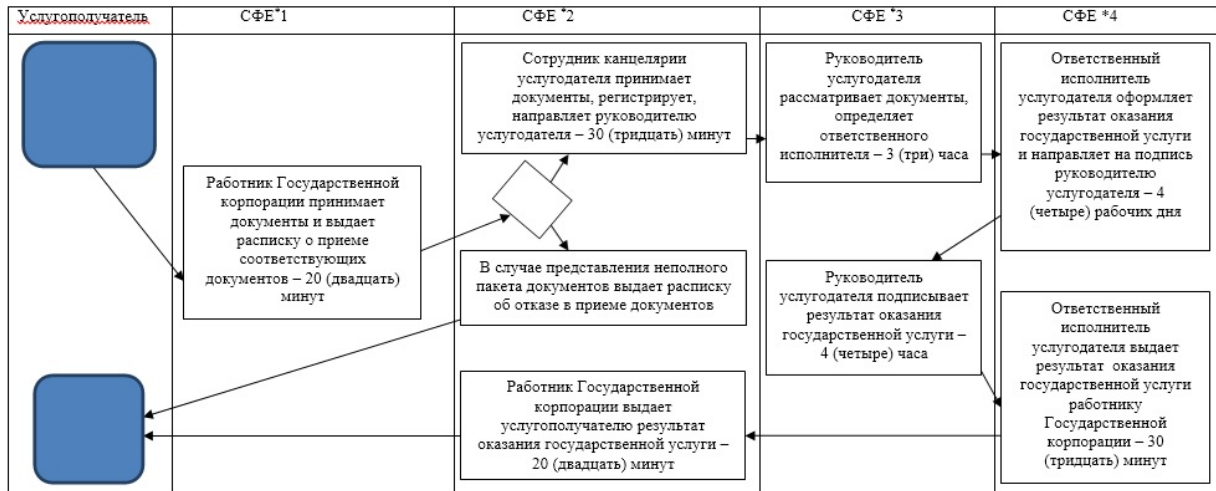 Услугополучатель
СФЕ*1
СФЕ *2
СФЕ *3
СФЕ *4
Работник Государственной
корпорации принимает
документы и выдает
расписку о приеме
соответствующих
документов – 20 (двадцать)
минут
Сотрудник канцелярии
услугодателя принимает
документы, регистрирует,
направляет руководителю
услугодателя – 30 (тридцать) минут
В случае представления неполного
пакета документов выдает расписку
об отказе в приеме документов
Работник Государственной
корпорации выдает
услугополучателю результат
оказания государственной услуги –
20 (двадцать) минут
Руководитель
услугодателя
рассматривает документы,
определяет
ответственного
исполнителя – 3 (три) часа
Руководитель
услугодателя подписывает
результат оказания
государственной услуги –
4 (четыре) часа
Ответственный
исполнитель
услугодателя оформляет
результат оказания
государственной услуги
и направляет на подпись
руководителю
услугодателя – 4
(четыре) рабочих дня
Ответственный
исполнитель
услугодателя выдает
результат оказания
государственной услуги
работнику
Государственной
корпорации – 30
(тридцать) минут